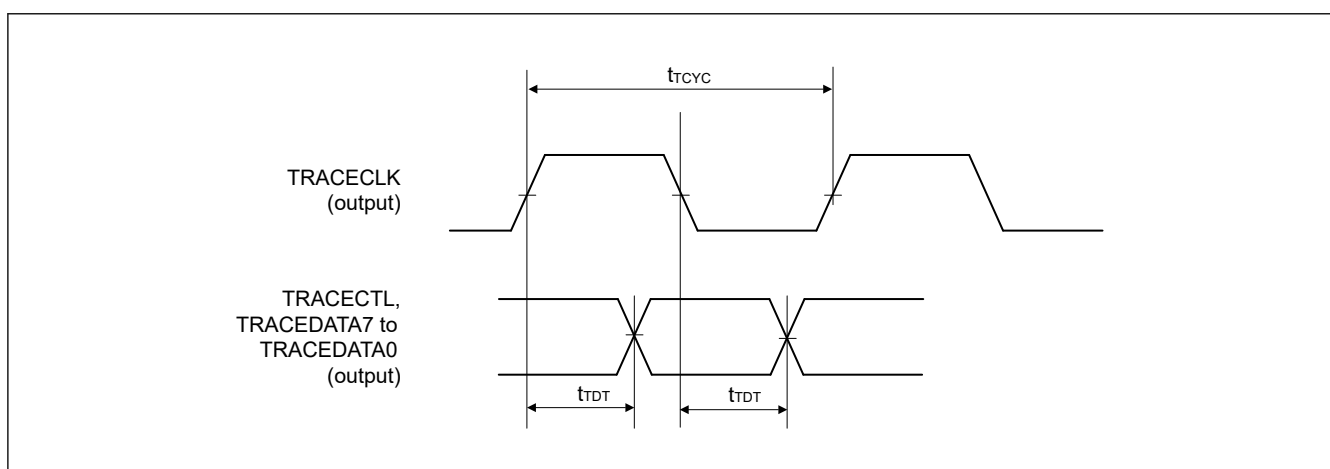 tTCYC
TRACECLK
(output)
TRACECTL,
TRACEDATA7 to
TRACEDATA0
(output)
tTDT
tTDT